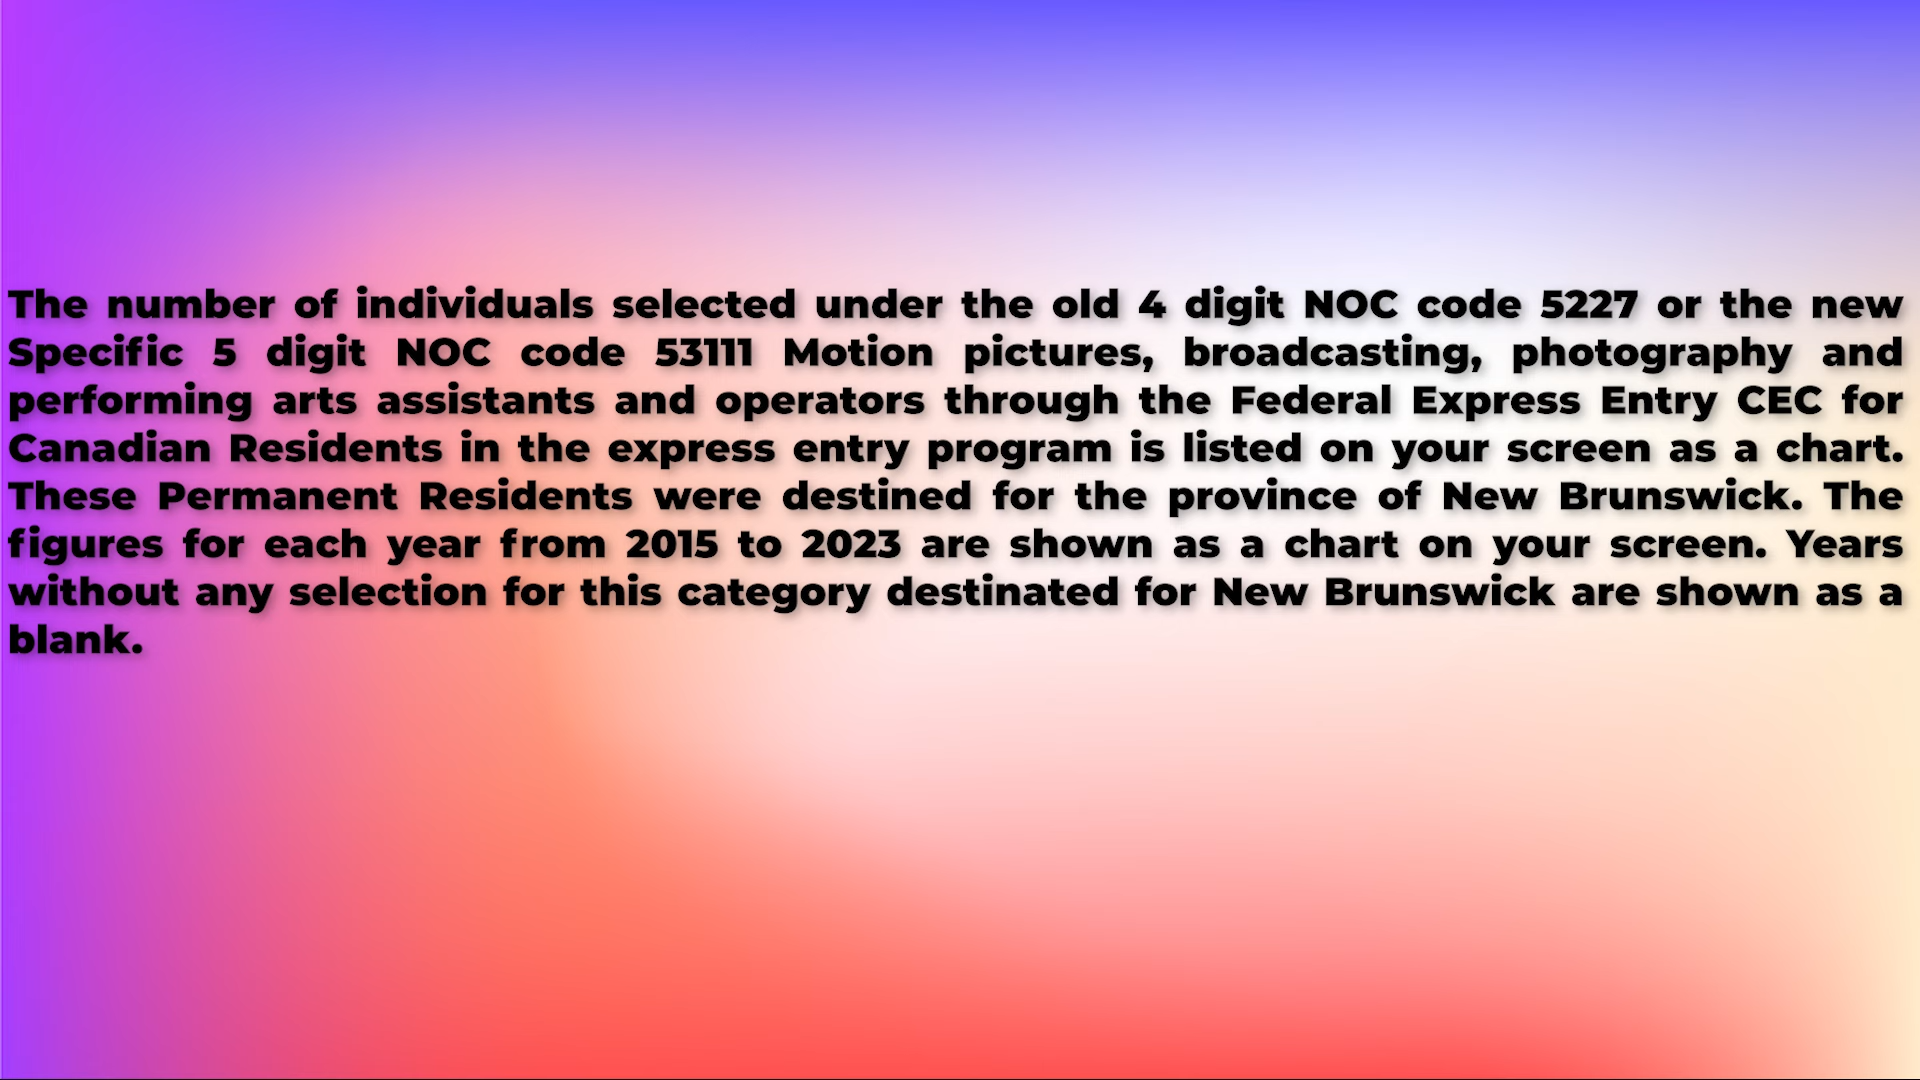 The number of individuals selected under the old 4 digit NOC code 5227 or the new
Specific 5 digit NOC code 53111 Motion pictures, broadcasting, photography and
performing arts assistants and operators through the Federal Express Entry CEC for
Canadian Residents in the express entry program is listed on your screen as a chart.
These Permanent Residents were destined for the province of New Brunswick. The
figures for each year from 2015 to 2023 are shown as a chart on your screen. Years
without any selection for this category destinated for New Brunswick are shown as a
blank.